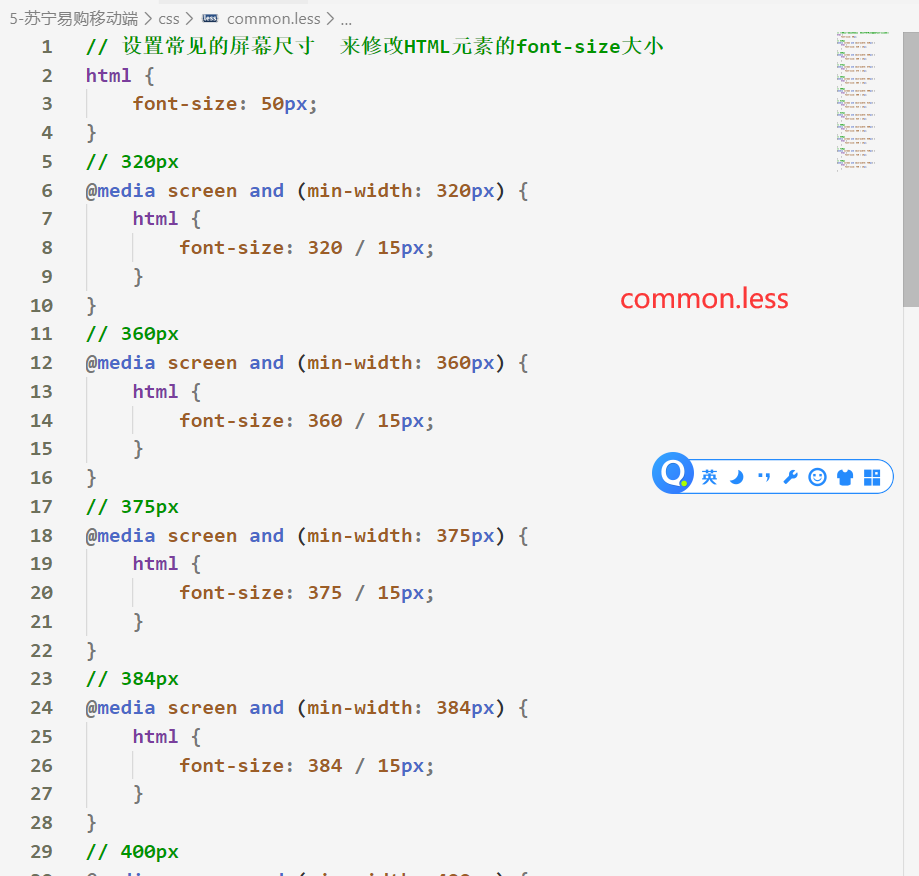 5-苏宁易购移动端 > css > less common.less > ...
1 // 设置常见的屏幕尺寸  来修改HTML元素的font-size大小
2 html {
3     font-size: 50px;
4 }
5 // 320px
6 @media screen and (min-width: 320px) {
7     html {
8         font-size: 320 / 15px;
9     }
10 }
common.less
11 // 360px
12 @media screen and (min-width: 360px) {
13     html {
14         font-size: 360 / 15px;
15     }
16 }
英
17 // 375px
18 @media screen and (min-width: 375px) {
19     html {
20         font-size: 375 / 15px;
21     }
22 }
23 // 384px
24 @media screen and (min-width: 384px) {
25     html {
26         font-size: 384 / 15px;
27     }
28 }
29 // 400px